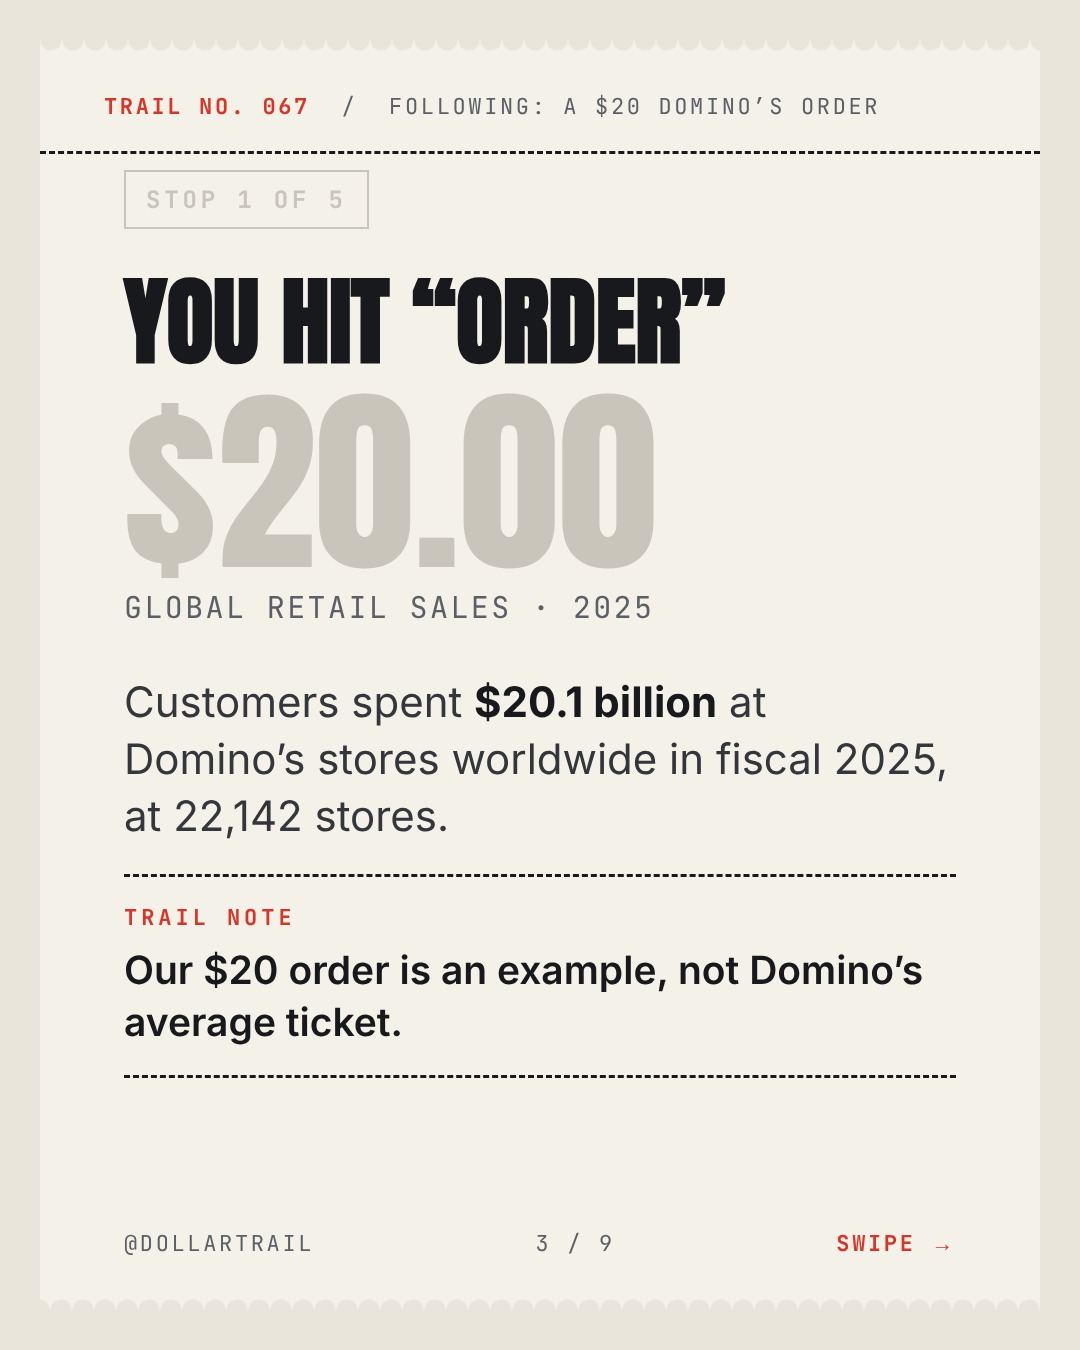 TRAIL NO. 067 / FOLLOWING: A $20 DOMINO’S ORDER
STOP 1 OF 5
YOU HIT “ORDER”
$20.00
GLOBAL RETAIL SALES · 2025
Customers spent $20.1 billion at
Domino’s stores worldwide in fiscal 2025,
at 22,142 stores.
TRAIL NOTE
Our $20 order is an example, not Domino’s
average ticket.
@DOLLARTRAIL 3 / 9 SWIPE →